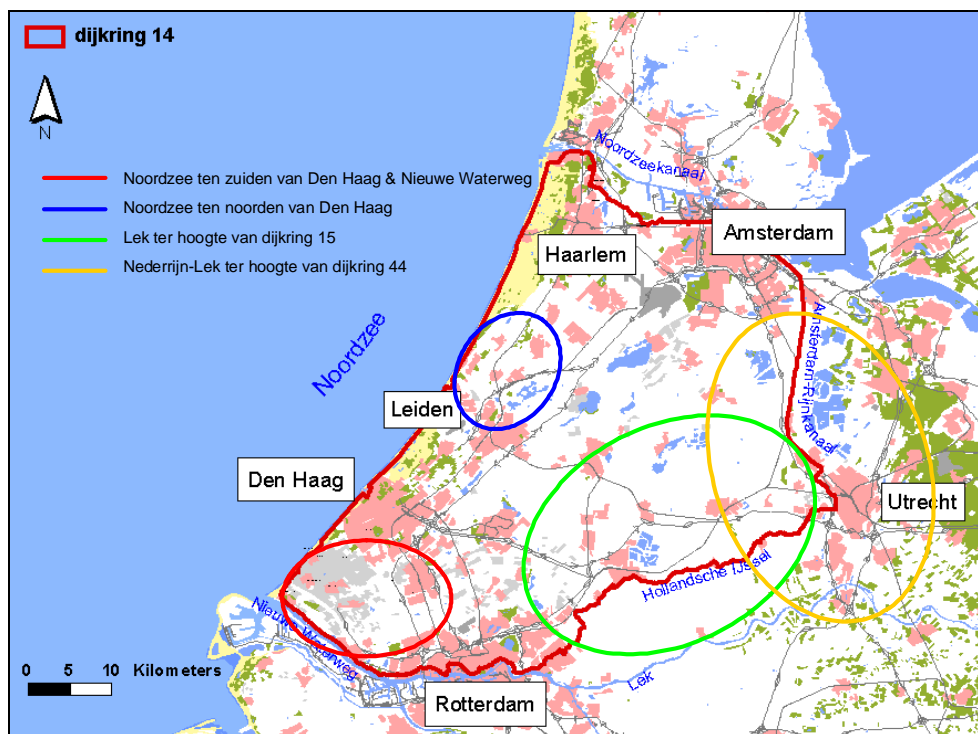 dijkring 14
N
Noordzee ten zuiden van Den Haag & Nieuwe Waterweg
Noordzee ten noorden van Den Haag
Lek ter hoogte van dijkring 15
Nederrijn-Lek ter hoogte van dijkring 44
Noordzeekanaal
Amsterdam
Haarlem
Noordzee
Amsterdam-Rijnkanaal
Leiden
Den Haag
Utrecht
Hollandsche IJssel
Nieuwe Waterweg
Lek
0 5 10 Kilometers
Rotterdam